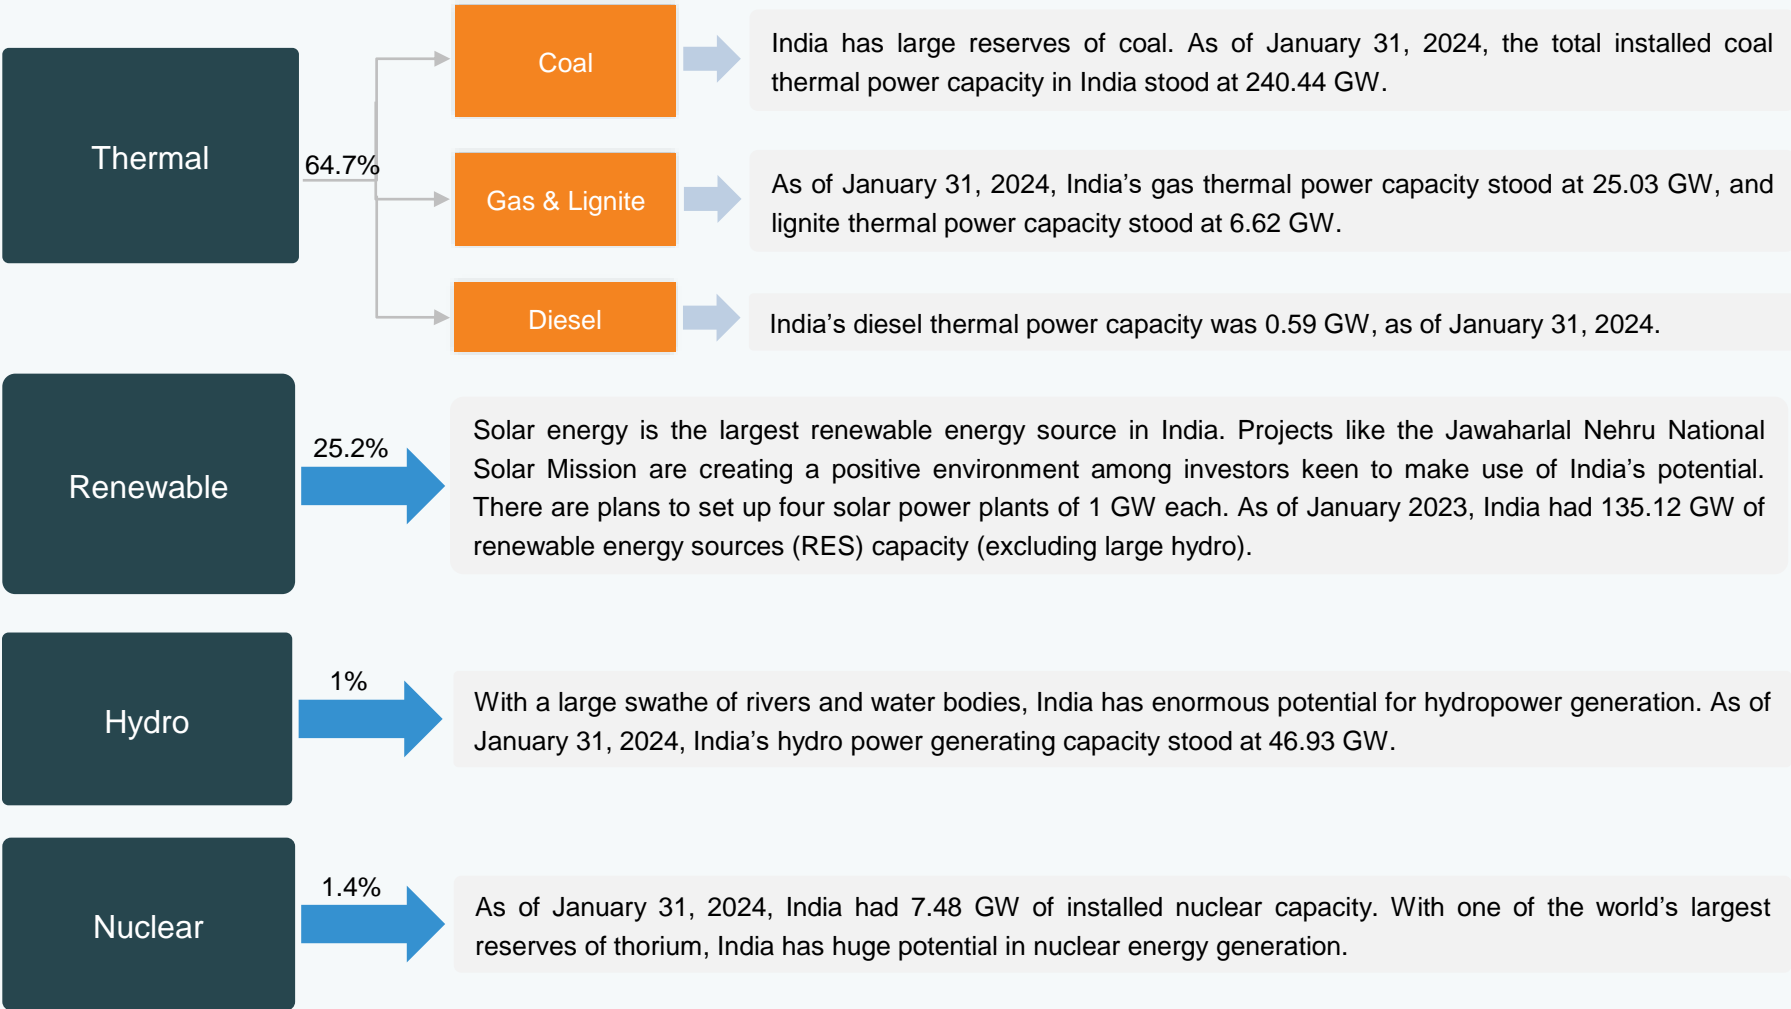 Thermal
64.7%
Coal
India has large reserves of coal. As of January 31, 2024, the total installed coal
thermal power capacity in India stood at 240.44 GW.
Gas & Lignite
As of January 31, 2024, India’s gas thermal power capacity stood at 25.03 GW, and
lignite thermal power capacity stood at 6.62 GW.
Diesel
India’s diesel thermal power capacity was 0.59 GW, as of January 31, 2024.
Renewable
25.2%
Solar energy is the largest renewable energy source in India. Projects like the Jawaharlal Nehru National
Solar Mission are creating a positive environment among investors keen to make use of India’s potential.
There are plans to set up four solar power plants of 1 GW each. As of January 2023, India had 135.12 GW of
renewable energy sources (RES) capacity (excluding large hydro).
Hydro
1%
With a large swathe of rivers and water bodies, India has enormous potential for hydropower generation. As of
January 31, 2024, India’s hydro power generating capacity stood at 46.93 GW.
Nuclear
1.4%
As of January 31, 2024, India had 7.48 GW of installed nuclear capacity. With one of the world’s largest
reserves of thorium, India has huge potential in nuclear energy generation.